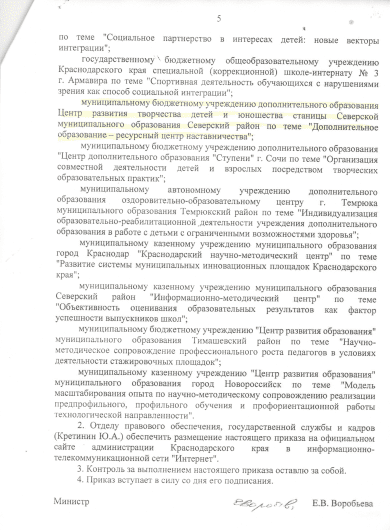 5
по теме "Социальное партнерство в интересах детей: новые векторы
интеграции";
государственному бюджетному общеобразовательному учреждению
Краснодарского края специальной (коррекционной) школе-интернату № 3
г. Армавира по теме "Спортивная деятельность обучающихся с нарушениями
зрения как способ социальной интеграции";
муниципальному бюджетному учреждению дополнительного образования
Центр развития творчества детей и юношества станицы Северской
муниципального образования Северский район по теме "Дополнительное
образование – ресурсный центр наставничества";
муниципальному бюджетному учреждению дополнительного образования
"Центр дополнительного образования "Ступени" г. Сочи по теме "Организация
совместной деятельности детей и взрослых посредством творческих
образовательных практик";
муниципальному автономному учреждению дополнительного
образования оздоровительно-образовательному центру г. Темрюка
муниципального образования Темрюкский район по теме "Индивидуализация
образовательно-реабилитационной деятельности учреждения дополнительного
образования в работе с детьми с ограниченными возможностями здоровья";
муниципальному казенному учреждению муниципального образования
город Краснодар "Краснодарский научно-методический центр" по теме
"Развитие системы муниципальных инновационных площадок Краснодарского
края";
муниципальному казенному учреждению муниципального образования
Северский район "Информационно-методический центр" по теме
"Объективность оценивания образовательных результатов как фактор
успешности выпускников школ";
муниципальному бюджетному учреждению "Центр развития образования"
муниципального образования Тимашевский район по теме "Научно-
методическое сопровождение профессионального роста педагогов в условиях
деятельности стажировочных площадок";
муниципальному казенному учреждению "Центр развития образования"
муниципального образования город Новороссийск по теме "Модель
масштабирования опыта по научно-методическому сопровождению реализации
предпрофильного, профильного обучения и профориентационной работы
технологической направленности".
2. Отделу правового обеспечения, государственной службы и кадров
(Кретинин Ю.А.) обеспечить размещение настоящего приказа на официальном
сайте администрации Краснодарского края в информационно-
телекоммуникационной сети "Интернет".
3. Контроль за выполнением настоящего приказа оставляю за собой.
4. Приказ вступает в силу со дня его подписания.
Министр Е.В. Воробьева